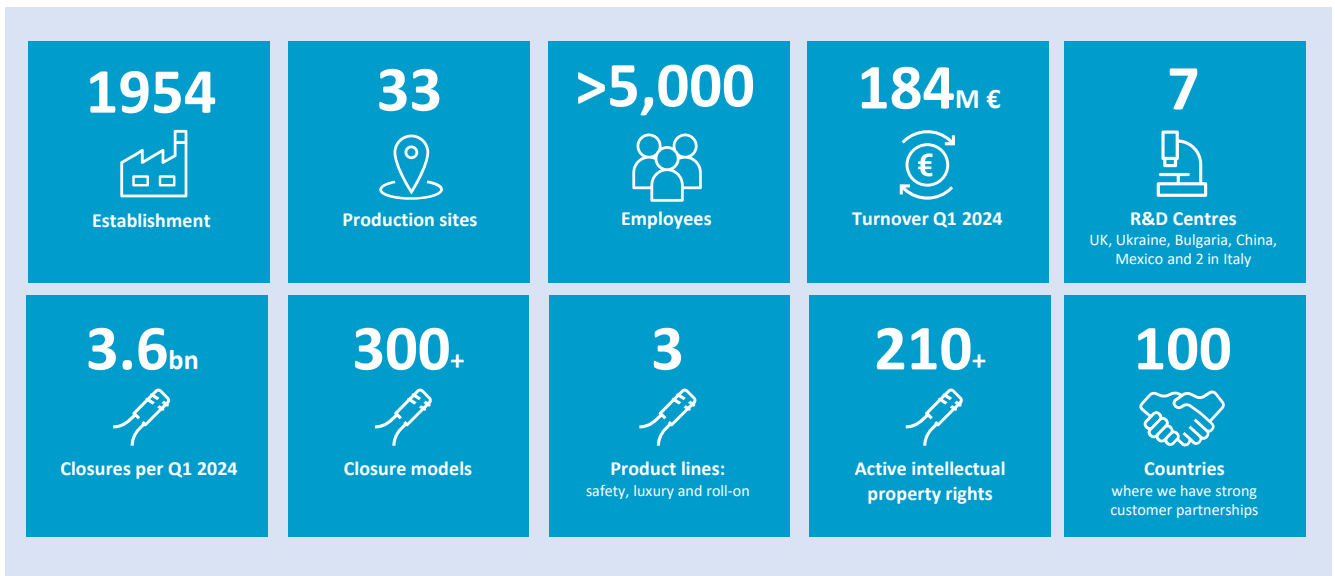 1954
Establishment
33
Production sites
>5,000
Employees
184M €
€
Turnover Q1 2024
7
R&D Centres
UK, Ukraine, Bulgaria, China,
Mexico and 2 in Italy
3.6bn
Closures per Q1 2024
300+
Closure models
3
Product lines:
safety, luxury and roll-on
210+
Active intellectual
property rights
100
Countries
where we have strong
customer partnerships